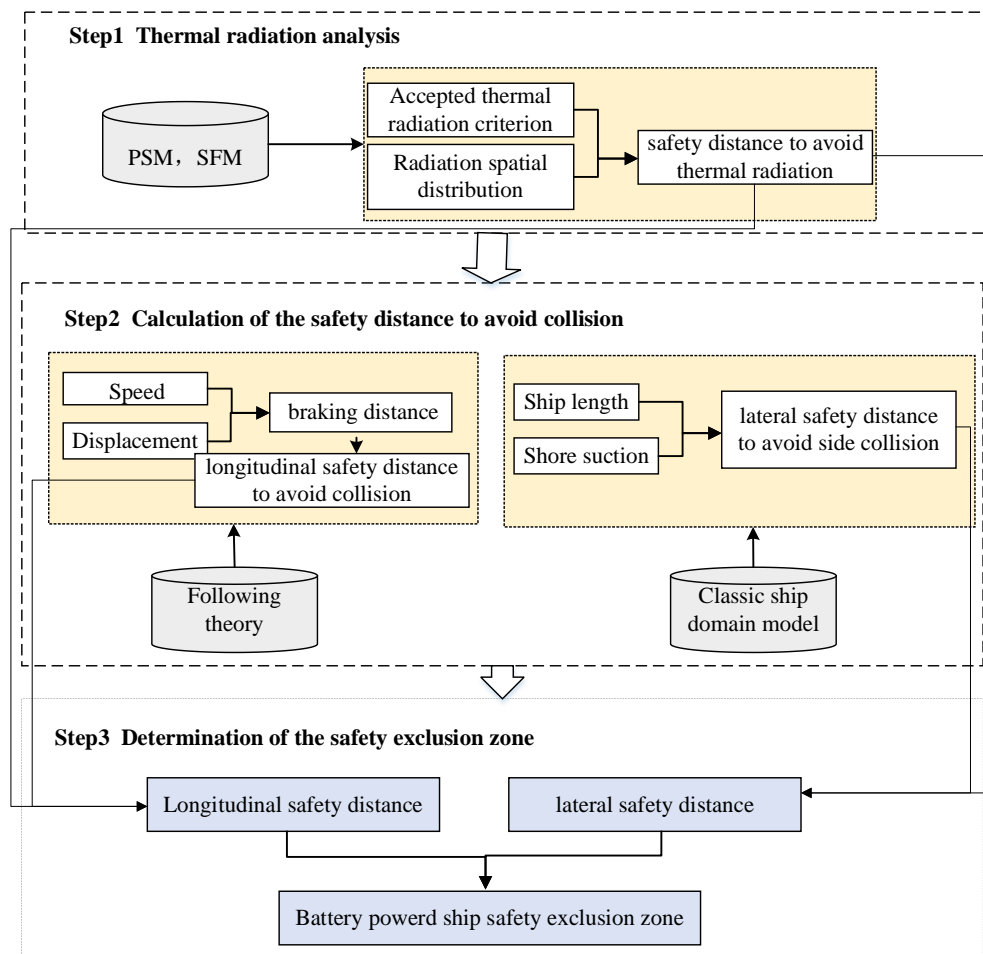 Step1 Thermal radiation analysis
PSM，SFM
Accepted thermal
radiation criterion
Radiation spatial
distribution
safety distance to avoid
thermal radiation
Step2 Calculation of the safety distance to avoid collision
Speed
Displacement
braking distance
longitudinal safety distance
to avoid collision
Ship length
Shore suction
lateral safety distance
to avoid side collision
Following
theory
Classic ship
domain model
Step3 Determination of the safety exclusion zone
Longitudinal safety distance
lateral safety distance
Battery powerd ship safety exclusion zone